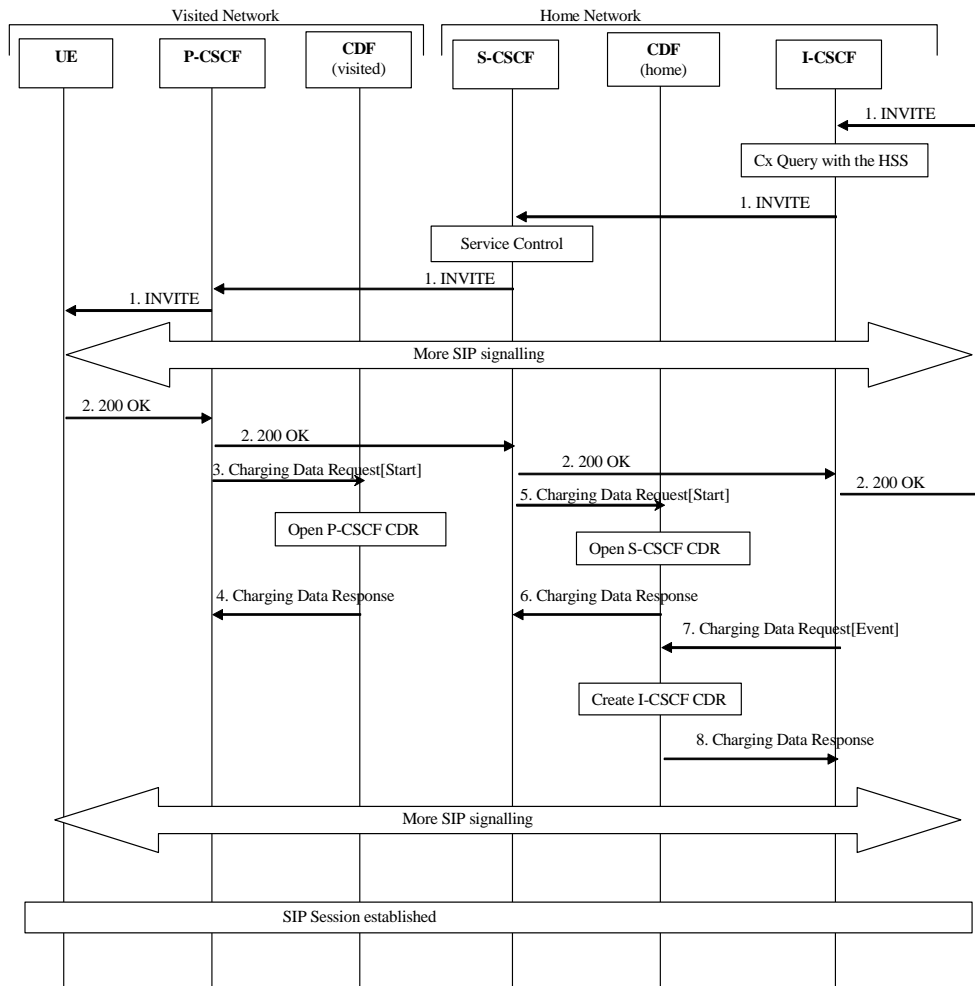 Visited Network
Home Network
UE
P-CSCF
CDF
(visited)
S-CSCF
CDF
(home)
I-CSCF
1. INVITE
Cx Query with the HSS
1. INVITE
Service Control
1. INVITE
1. INVITE
More SIP signalling
2. 200 OK
2. 200 OK
2. 200 OK
3. Charging Data Request[Start]
2. 200 OK
5. Charging Data Request[Start]
Open P-CSCF CDR
Open S-CSCF CDR
4. Charging Data Response
6. Charging Data Response
7. Charging Data Request[Event]
Create I-CSCF CDR
8. Charging Data Response
More SIP signalling
SIP Session established